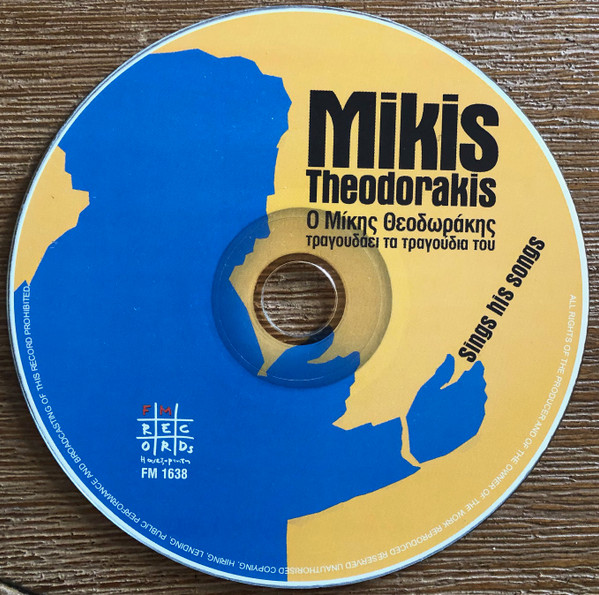 Mikis
Theodorakis
Ο Μίκης Θεοδωράκης
τραγουδάει τα τραγούδια του
Sings his songs
FM
REC
ORDs
Η ανεξάρτητη
FM 1638
ALL RIGHTS OF THE PRODUCER AND OF THE OWNER OF THE WORK REPRODUCED RESERVED UNAUTHORISED COPYING, HIRING, LENDING, PUBLIC PERFORMANCE AND BROADCASTING OF THIS RECORD PROHIBITED.